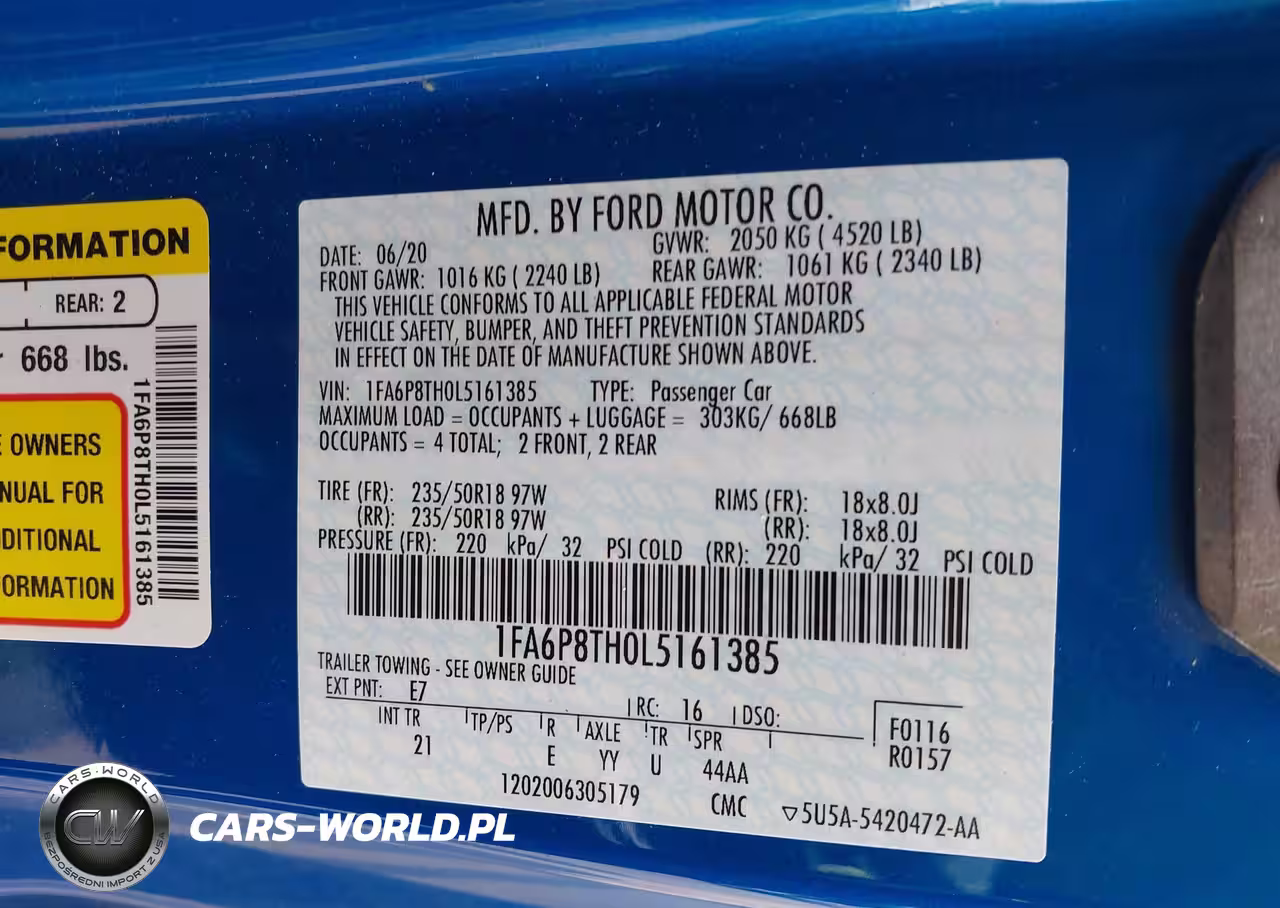 FORMATION
REAR: 2
668 lbs.
1FA6P8TH0L5161385
OWNERS
NUAL FOR
DITIONAL
ORMATION
MFD. BY FORD MOTOR CO.
DATE: 06/20 GVWR: 2050 KG ( 4520 LB)
FRONT GAWR: 1016 KG ( 2240 LB) REAR GAWR: 1061 KG ( 2340 LB)
THIS VEHICLE CONFORMS TO ALL APPLICABLE FEDERAL MOTOR
VEHICLE SAFETY, BUMPER, AND THEFT PREVENTION STANDARDS
IN EFFECT ON THE DATE OF MANUFACTURE SHOWN ABOVE.
VIN: 1FA6P8TH0L5161385 TYPE: Passenger Car
MAXIMUM LOAD = OCCUPANTS + LUGGAGE = 303KG/ 668LB
OCCUPANTS = 4 TOTAL; 2 FRONT, 2 REAR
TIRE (FR): 235/50R18 97W RIMS (FR): 18x8.0J
(RR): 235/50R18 97W (RR): 18x8.0J
PRESSURE (FR): 220 kPa/ 32 PSI COLD (RR): 220 kPa/ 32 PSI COLD
1FA6P8TH0L5161385
TRAILER TOWING - SEE OWNER GUIDE
EXT PNT: E7 RC: 16 DSO:
INT TR TP/PS R AXLE TR SPR F0116
21 E YY U 44AA R0157
1202006305179 CMC 5U5A-5420472-AA
CARS-WORLD
CW
BEZPOŚREDNI IMPORT Z USA
CARS-WORLD.PL